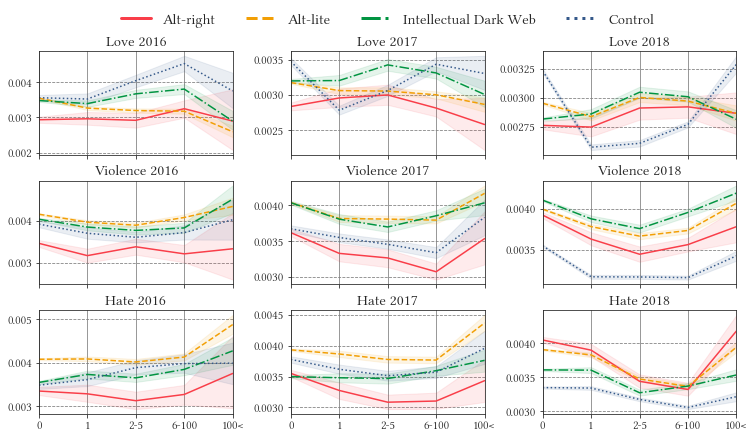 Alt-right Alt-lite Intellectual Dark Web Control
Love 2016 Love 2017 Love 2018
0.004 0.003 0.002
0.0035 0.0030 0.0025
0.00325 0.00300 0.00275
Violence 2016 Violence 2017 Violence 2018
0.004 0.003
0.0040 0.0035 0.0030
0.0040 0.0035
Hate 2016 Hate 2017 Hate 2018
0.005 0.004 0.003
0.0045 0.0040 0.0035 0.0030
0.0040 0.0035 0.0030
0 1 2-5 6-100 100< 0 1 2-5 6-100 100< 0 1 2-5 6-100 100<